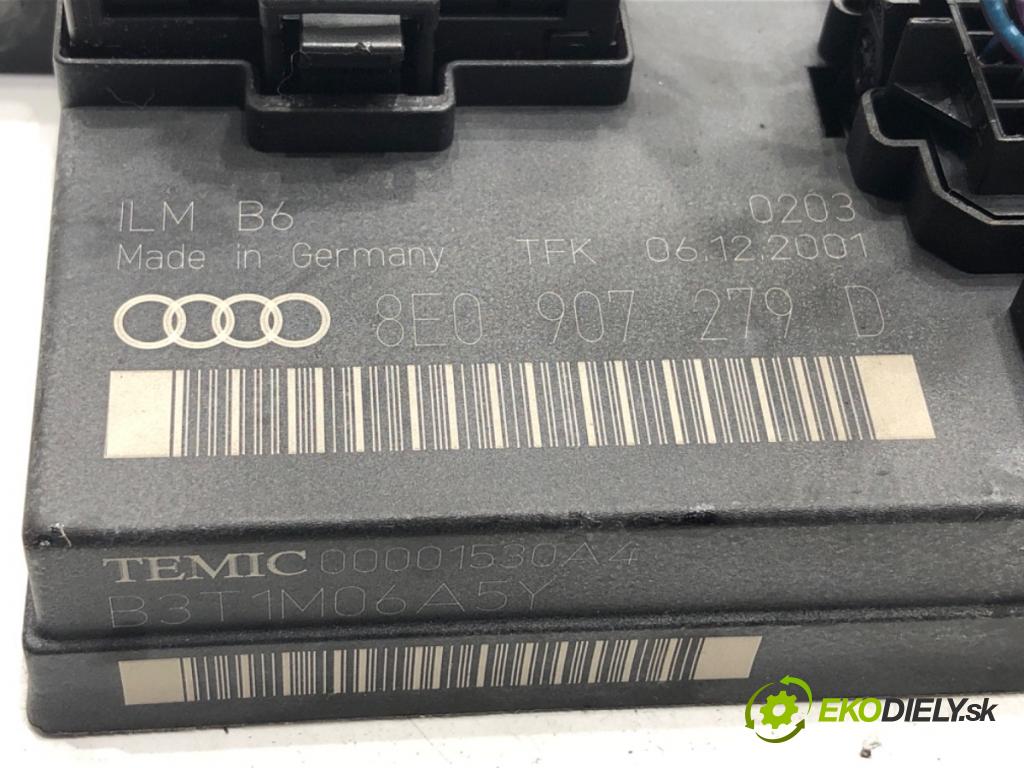 ILM B6 0203
Made in Germany TFK 06.12.2001
8E0 907 279 D
TEMIC 00001530A4
B3T1M06A5Y
EKODIELY.sk